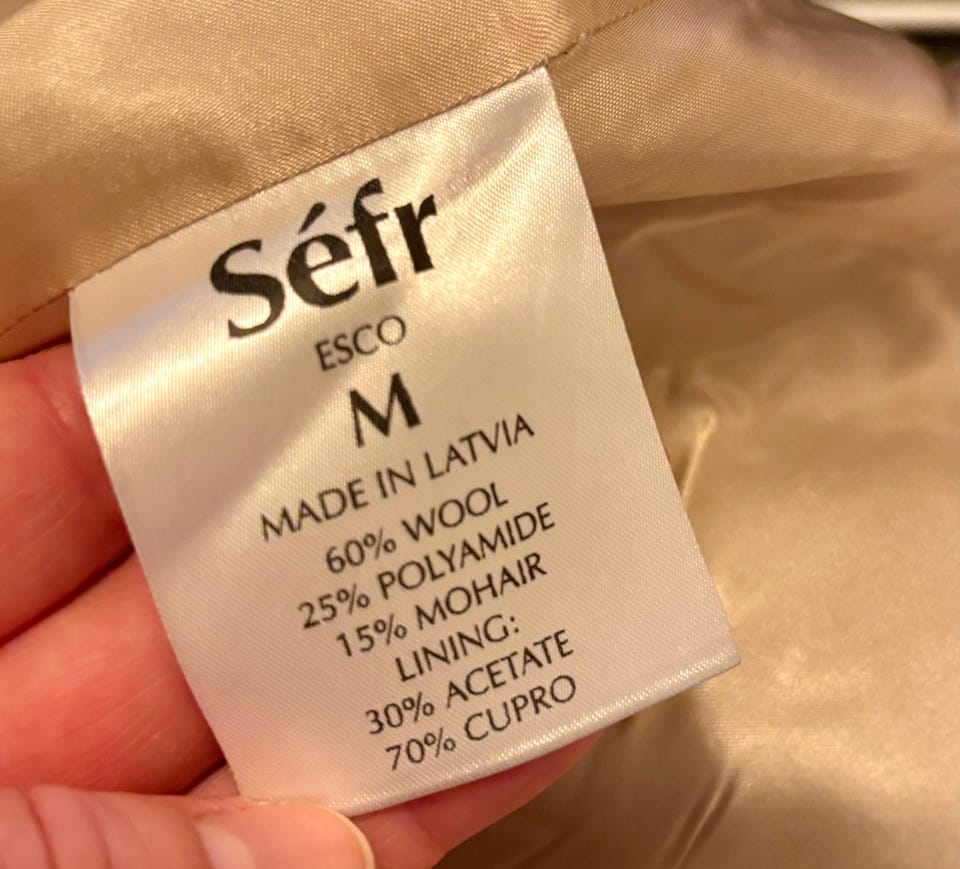 Séfr
ESCO
M
MADE IN LATVIA
60% WOOL
25% POLYAMIDE
15% MOHAIR
LINING:
30% ACETATE
70% CUPRO